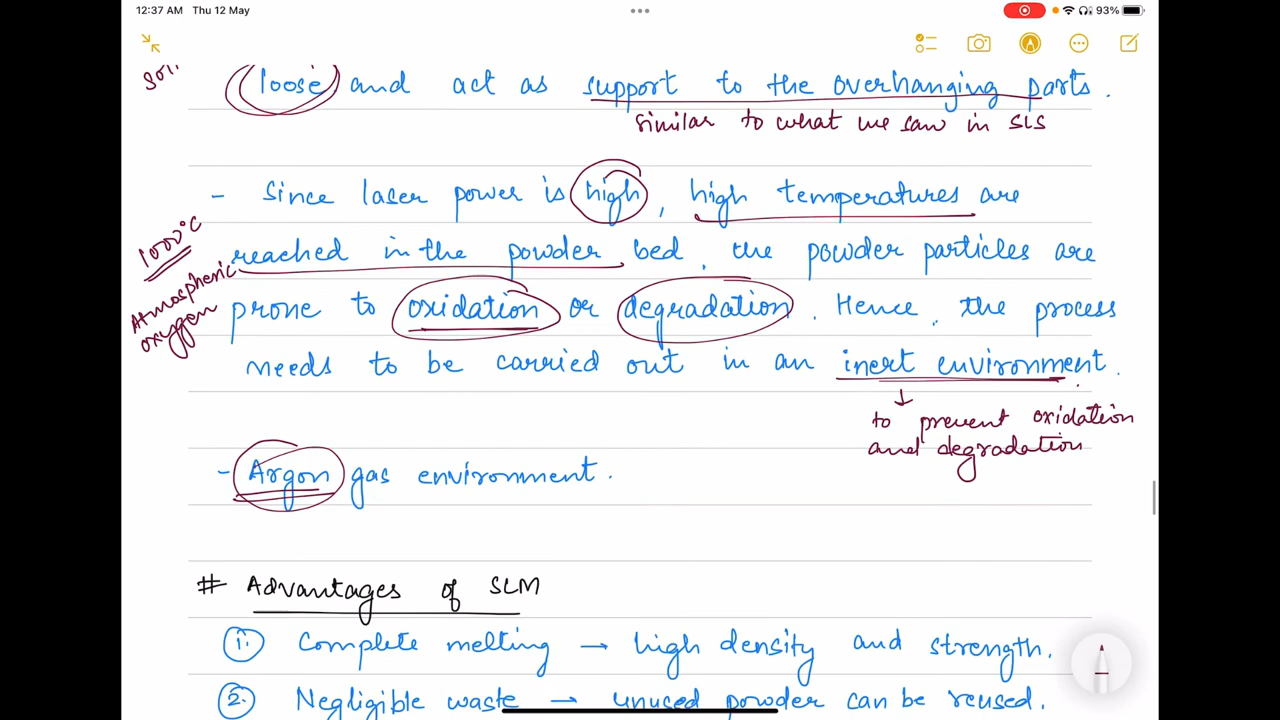 12:37 AM Thu 12 May
93%
loose and act as support to the overhanging parts.
similar to what we saw in SLS
- Since laser power is high, high temperatures are
1000°C
reached in the powder bed, the powder particles are
Atmospheric oxygen
prone to oxidation or degradation. Hence, the process
needs to be carried out in an inert environment.
to prevent oxidation
and degradation
- Argon gas environment.
# Advantages of SLM
1. Complete melting → high density and strength.
2. Negligible waste → unused powder can be reused.